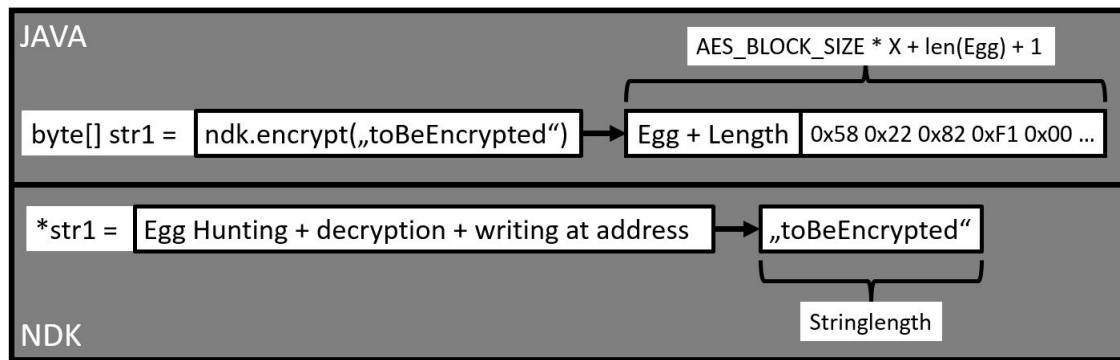 JAVA
AES_BLOCK_SIZE * X + len(Egg) + 1
byte[] str1 = ndk.encrypt(„toBeEncrypted“) Egg + Length 0x58 0x22 0x82 0xF1 0x00 ...
*str1 = Egg Hunting + decryption + writing at address „toBeEncrypted“
Stringlength
NDK